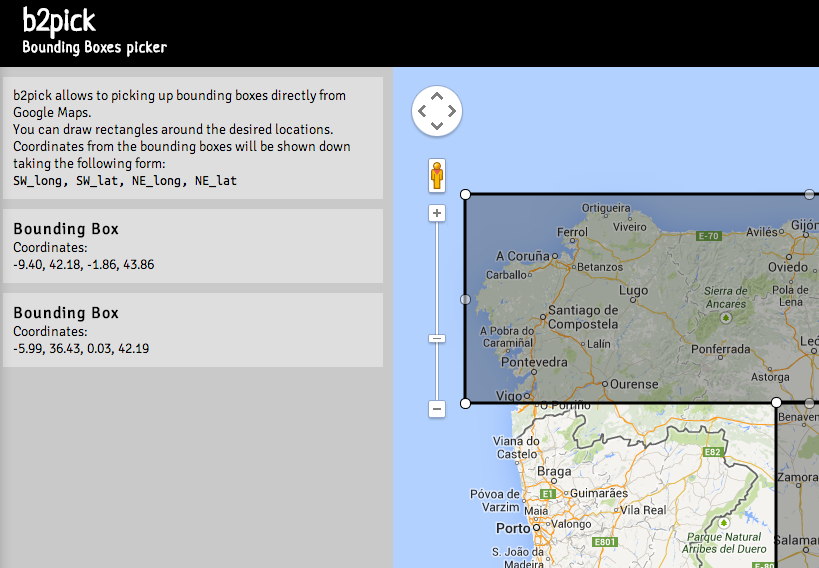 b2pick
Bounding Boxes picker
b2pick allows to picking up bounding boxes directly from
Google Maps.
You can draw rectangles around the desired locations.
Coordinates from the bounding boxes will be shown down
taking the following form:
SW_long, SW_lat, NE_long, NE_lat
Bounding Box
Coordinates:
-9.40, 42.18, -1.86, 43.86
Bounding Box
Coordinates:
-5.99, 36.43, 0.03, 42.19
Ortigueira
Viveiro
Ferrol
E-70
Avilés
Gijón
A Coruña
Carballo
Betanzos
Oviedo
Lugo
Sierra de
Ancares
Pola de
Lena
Santiago de
Compostela
A Pobra do
Caramiñal
Lalín
Ponferrada
Leó
Pontevedra
Astorga
Ourense
Vigo
O Porriño
Benaven
Viana do
Castelo
E82
Braga
Zamora
Póvoa de
Varzim
E1
Guimarães
Maia
Vila Real
Porto
Valongo
Parque Natural
Arribes del Duero
E801
Salaman
S. João da
Madeira
E-80